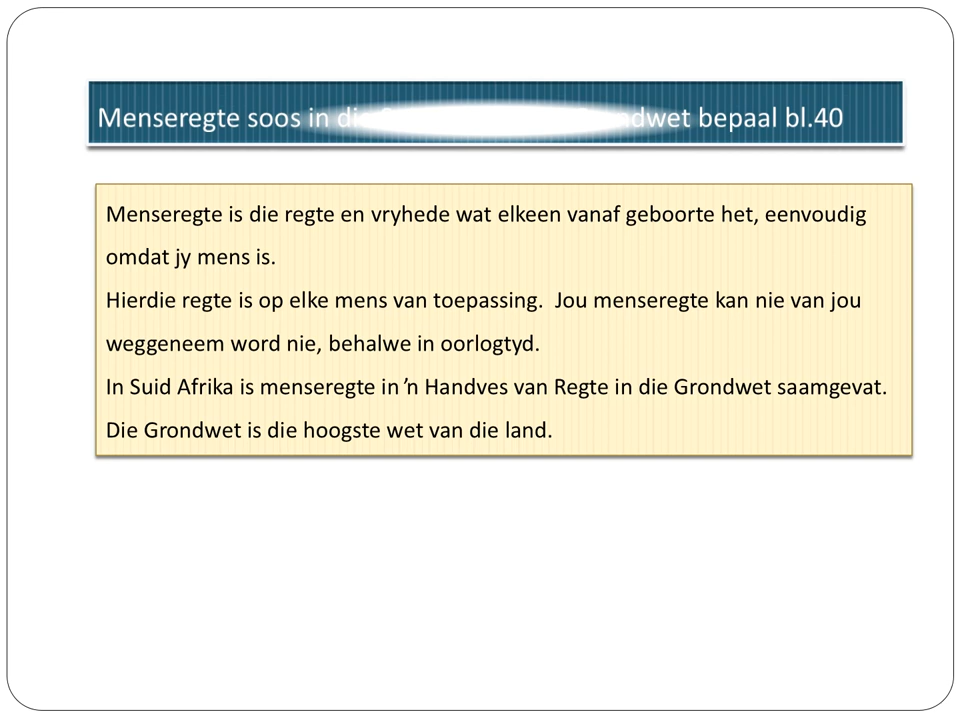 Menseregte soos in die Grondwet bepaal bl.40
Menseregte is die regte en vryhede wat elkeen vanaf geboorte het, eenvoudig
omdat jy mens is.
Hierdie regte is op elke mens van toepassing. Jou menseregte kan nie van jou
weggeneem word nie, behalwe in oorlogtyd.
In Suid Afrika is menseregte in ’n Handves van Regte in die Grondwet saamgevat.
Die Grondwet is die hoogste wet van die land.